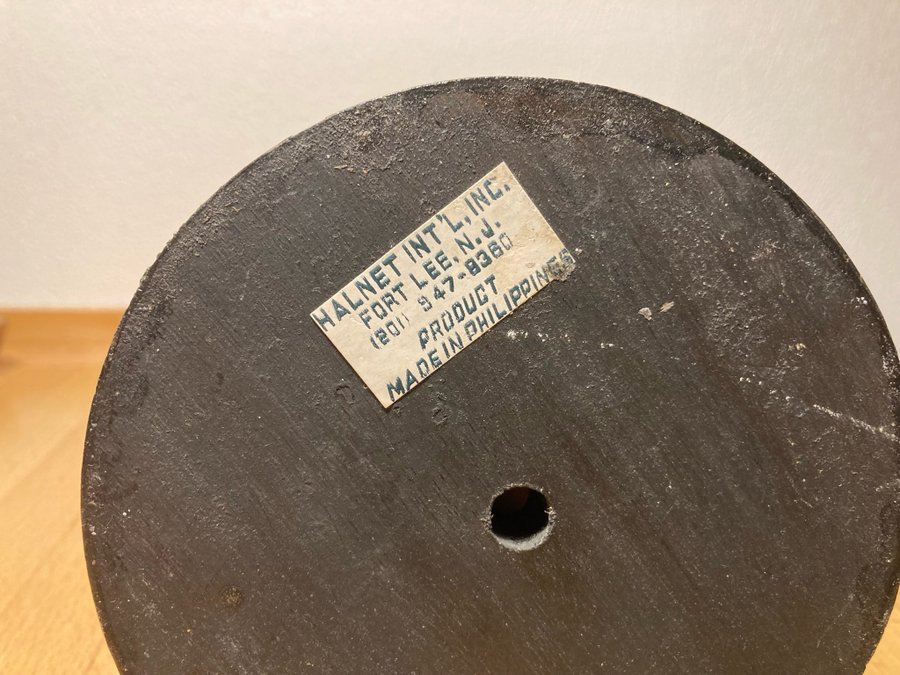 HALNET INT'L, INC.
FORT LEE, N.J.
(201) 947-8360
PRODUCT
MADE IN PHILIPPINES